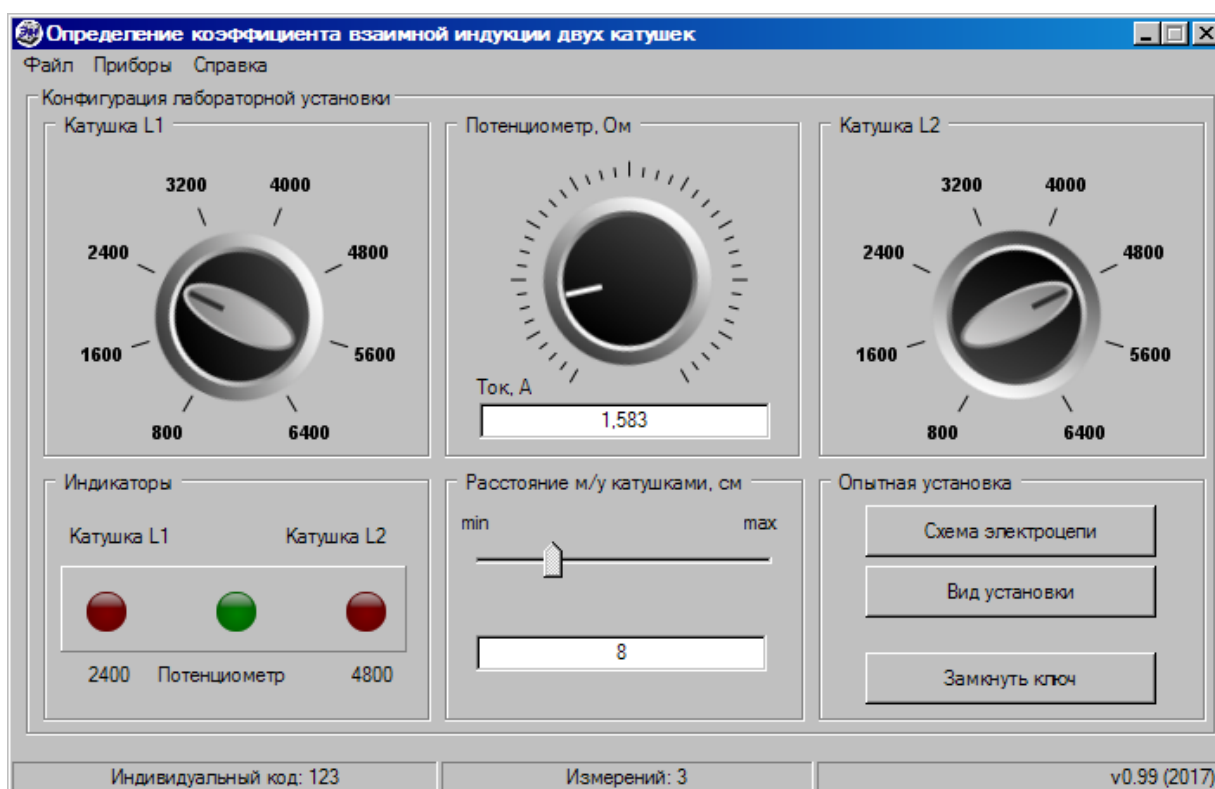 Определение коэффициента взаимной индукции двух катушек
Файл Приборы Справка
Конфигурация лабораторной установки
Катушка L1
3200 4000
2400 4800
1600 5600
800 6400
Потенциометр, Ом
Ток, А
1,583
Катушка L2
3200 4000
2400 4800
1600 5600
800 6400
Индикаторы
Катушка L1 Катушка L2
2400 Потенциометр 4800
Расстояние м/у катушками, см
min max
8
Опытная установка
Схема электроцепи
Вид установки
Замкнуть ключ
Индивидуальный код: 123 Измерений: 3 v0.99 (2017)